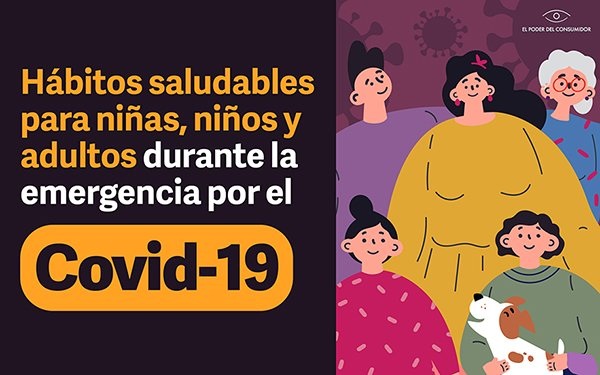 EL PODER DEL CONSUMIDOR
Hábitos saludables
para niñas, niños y
adultos durante la
emergencia por el
Covid-19